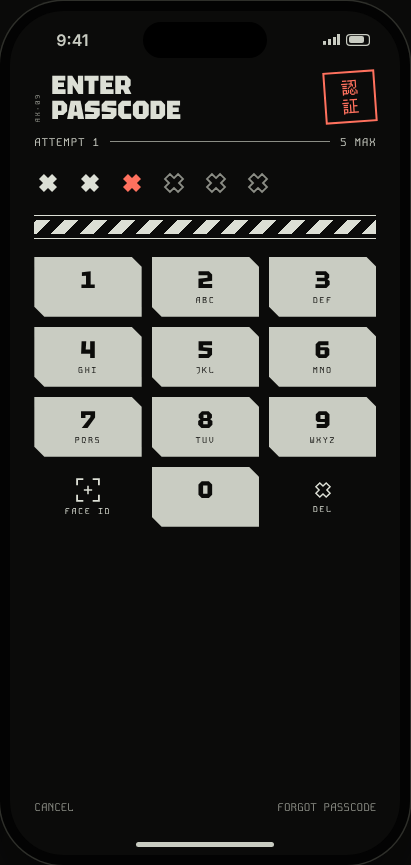 9:41
ENTER
PASSCODE
認
証
ATTEMPT 1
5 MAX
1
2
ABC
3
DEF
4
GHI
5
JKL
6
MNO
7
PQRS
8
TUV
9
WXYZ
FACE ID
0
DEL
CANCEL
FORGOT PASSCODE